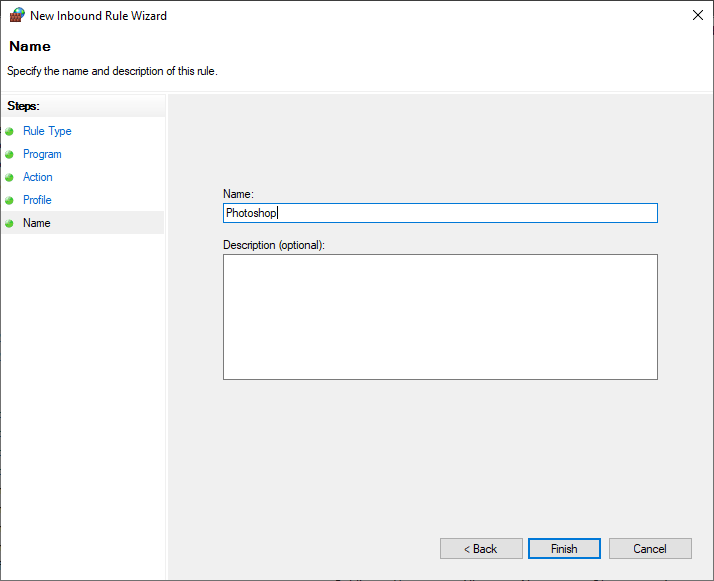 New Inbound Rule Wizard
Name
Specify the name and description of this rule.
Steps:
Rule Type
Program
Action
Profile
Name
Name:
Photoshop
Description (optional):
< Back
Finish
Cancel